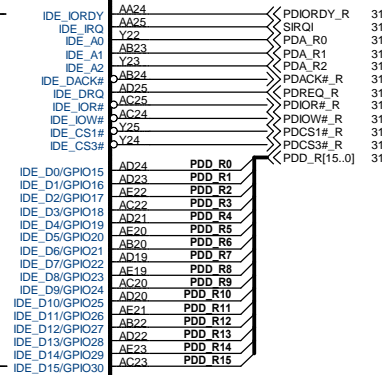 IDE_IORDY AA24 PDIORDY_R 31
IDE_IRQ AA25 SIRQI 31
IDE_A0 Y22 PDA_R0 31
IDE_A1 AB23 PDA_R1 31
IDE_A2 Y23 PDA_R2 31
IDE_DACK# AB24 PDACK#_R 31
IDE_DRQ AD25 PDREQ_R 31
IDE_IOR# AC25 PDIOR#_R 31
IDE_IOW# AC24 PDIOW#_R 31
IDE_CS1# Y25 PDCS1#_R 31
IDE_CS3# Y24 PDCS3#_R 31
PDD_R[15..0] 31
IDE_D0/GPIO15 AD24 PDD_R0
IDE_D1/GPIO16 AD23 PDD_R1
IDE_D2/GPIO17 AE22 PDD_R2
IDE_D3/GPIO18 AC22 PDD_R3
IDE_D4/GPIO19 AD21 PDD_R4
IDE_D5/GPIO20 AE20 PDD_R5
IDE_D6/GPIO21 AB20 PDD_R6
IDE_D7/GPIO22 AD19 PDD_R7
IDE_D8/GPIO23 AE19 PDD_R8
IDE_D9/GPIO24 AC20 PDD_R9
IDE_D10/GPIO25 AD20 PDD_R10
IDE_D11/GPIO26 AE21 PDD_R11
IDE_D12/GPIO27 AB22 PDD_R12
IDE_D13/GPIO28 AD22 PDD_R13
IDE_D14/GPIO29 AE23 PDD_R14
IDE_D15/GPIO30 AC23 PDD_R15